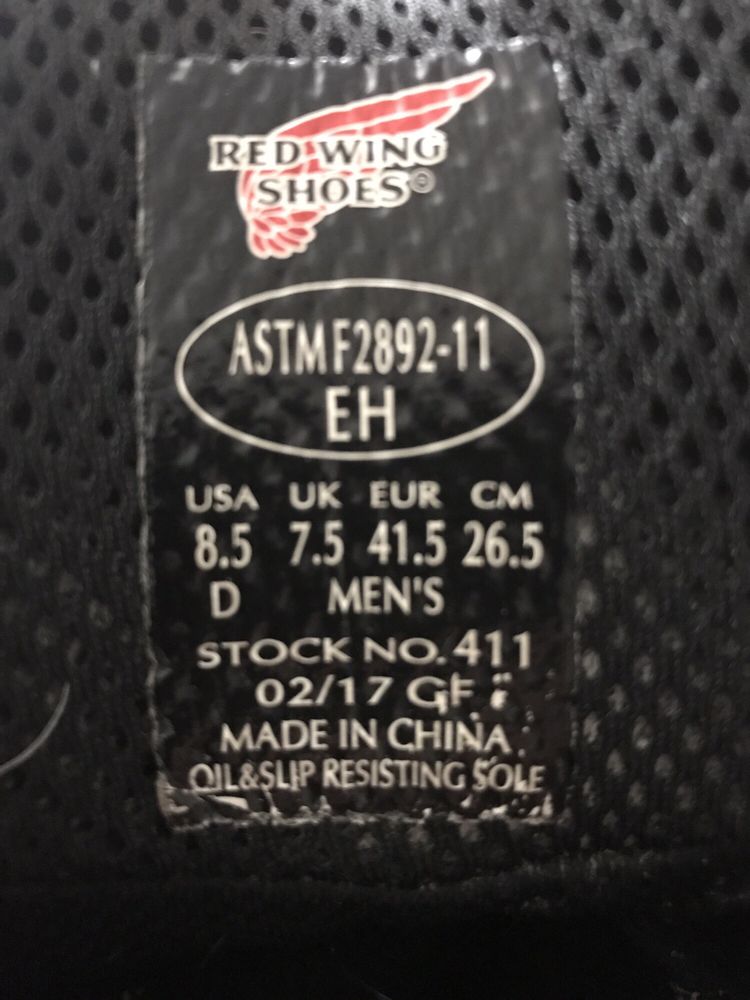 RED WING
SHOES®
ASTM F2892-11
EH
USA UK EUR CM
8.5 7.5 41.5 26.5
D MEN'S
STOCK NO. 411
02/17 GF
MADE IN CHINA
OIL&SLIP RESISTING SOLE